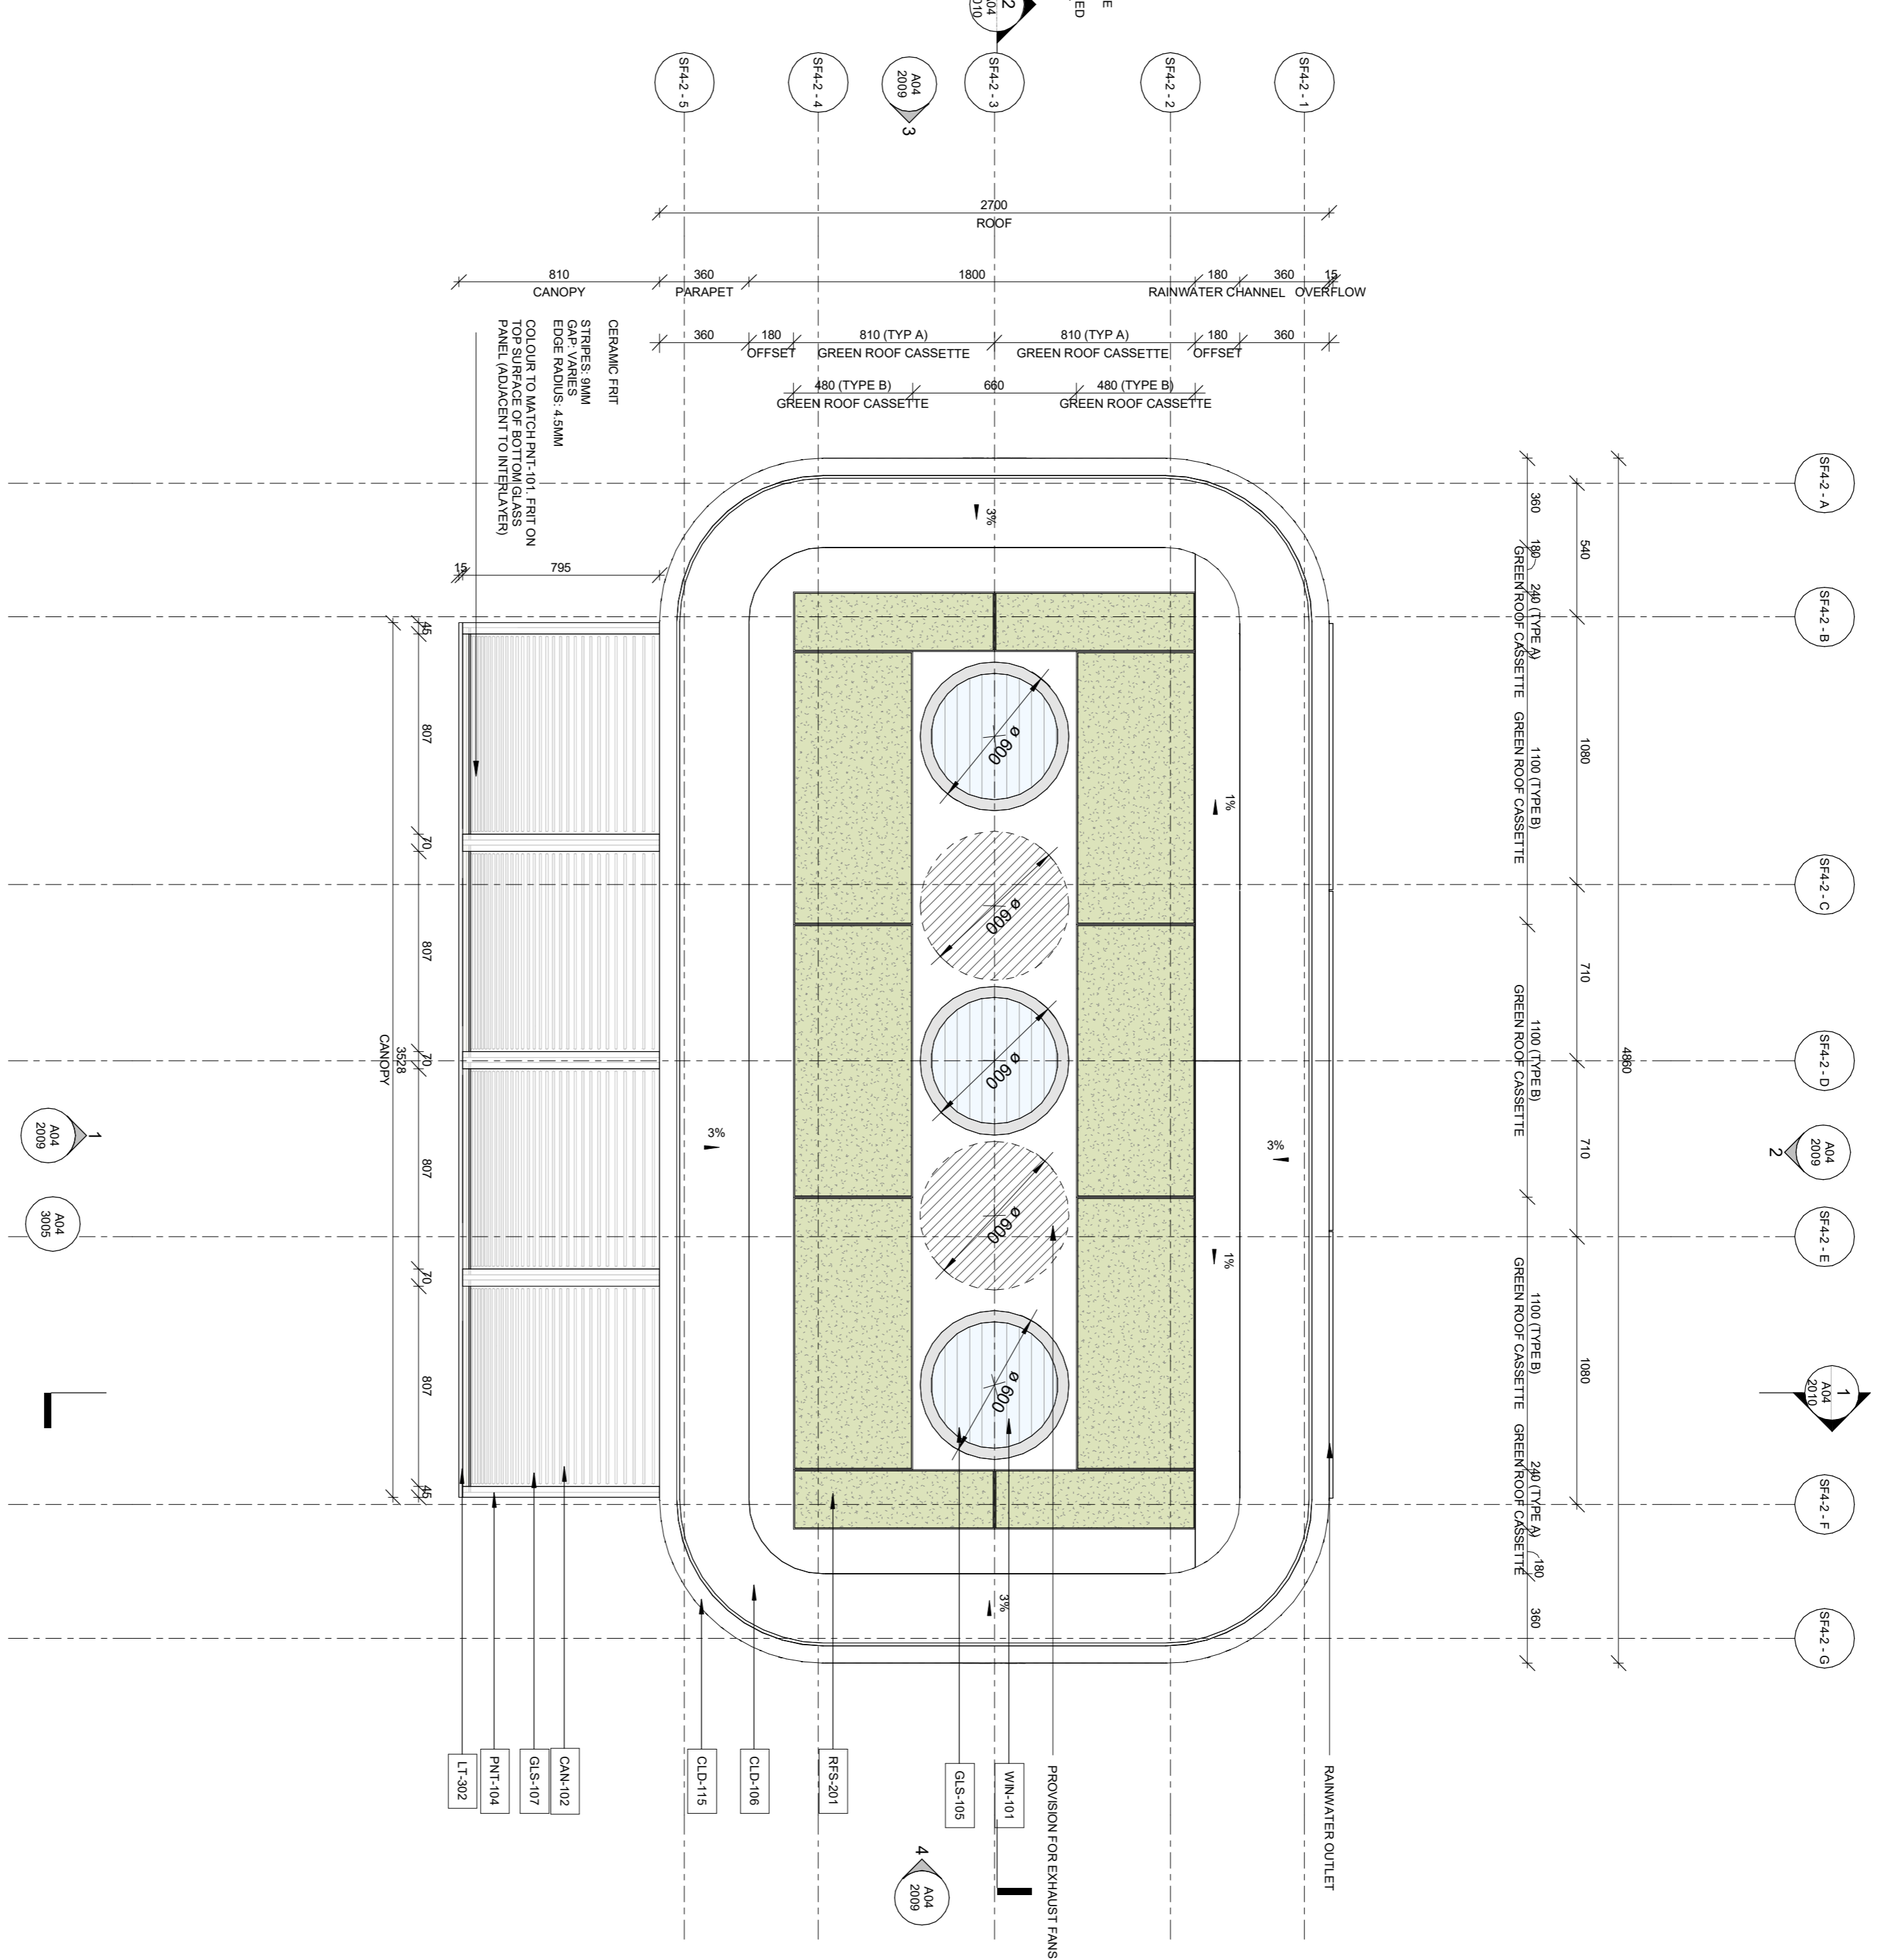 E
ED
2
A04
2010
SF4-2 - 5
SF4-2 - 4
A04
2009
3
SF4-2 - 3
SF4-2 - 2
SF4-2 - 1
2700
ROOF
810
CANOPY
360
PARAPET
1800
180
RAINWATER CHANNEL
360
15
OVERFLOW
360
180
OFFSET
810 (TYP A)
GREEN ROOF CASSETTE
810 (TYP A)
GREEN ROOF CASSETTE
180
OFFSET
360
480 (TYPE B)
GREEN ROOF CASSETTE
660
480 (TYPE B)
GREEN ROOF CASSETTE
CERAMIC FRIT
STRIPES: 9MM
GAP: VARIES
EDGE RADIUS: 4.5MM
COLOUR TO MATCH PNT-101. FRIT ON
TOP SURFACE OF BOTTOM GLASS
PANEL (ADJACENT TO INTERLAYER)
15
795
45
807
70
807
70
807
70
807
45
3528
CANOPY
3%
3%
3%
3%
1%
1%
ø 600
ø 600
ø 600
ø 600
ø 600
360
180
240 (TYPE A)
GREEN ROOF CASSETTE
1100 (TYPE B)
GREEN ROOF CASSETTE
1100 (TYPE B)
GREEN ROOF CASSETTE
1100 (TYPE B)
GREEN ROOF CASSETTE
240 (TYPE A)
GREEN ROOF CASSETTE
180
360
540
1080
710
710
1080
4860
SF4-2 - A
SF4-2 - B
SF4-2 - C
SF4-2 - D
A04
2009
2
SF4-2 - E
1
A04
2010
SF4-2 - F
SF4-2 - G
1
A04
2009
A04
3005
LT-302
PNT-104
GLS-107
CAN-102
CLD-115
CLD-106
RFS-201
GLS-105
WIN-101
PROVISION FOR EXHAUST FANS
RAINWATER OUTLET
4
A04
2009